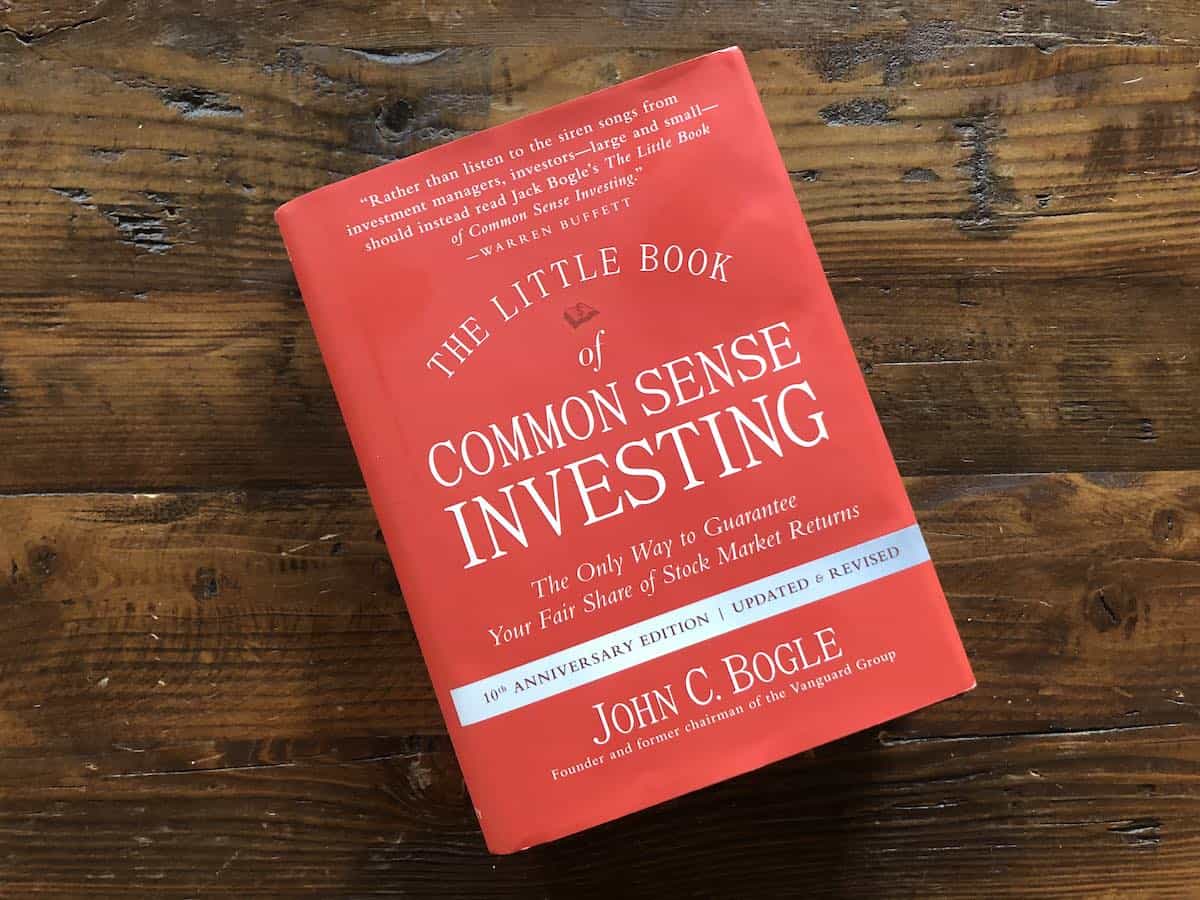 “Rather than listen to the siren songs from
investment managers, investors—large and small—
should instead read Jack Bogle’s The Little Book
of Common Sense Investing.”
—WARREN BUFFETT
THE LITTLE BOOK
of
COMMON SENSE
INVESTING
The Only Way to Guarantee
Your Fair Share of Stock Market Returns
10th ANNIVERSARY EDITION | UPDATED & REVISED
JOHN C. BOGLE
Founder and former chairman of the Vanguard Group